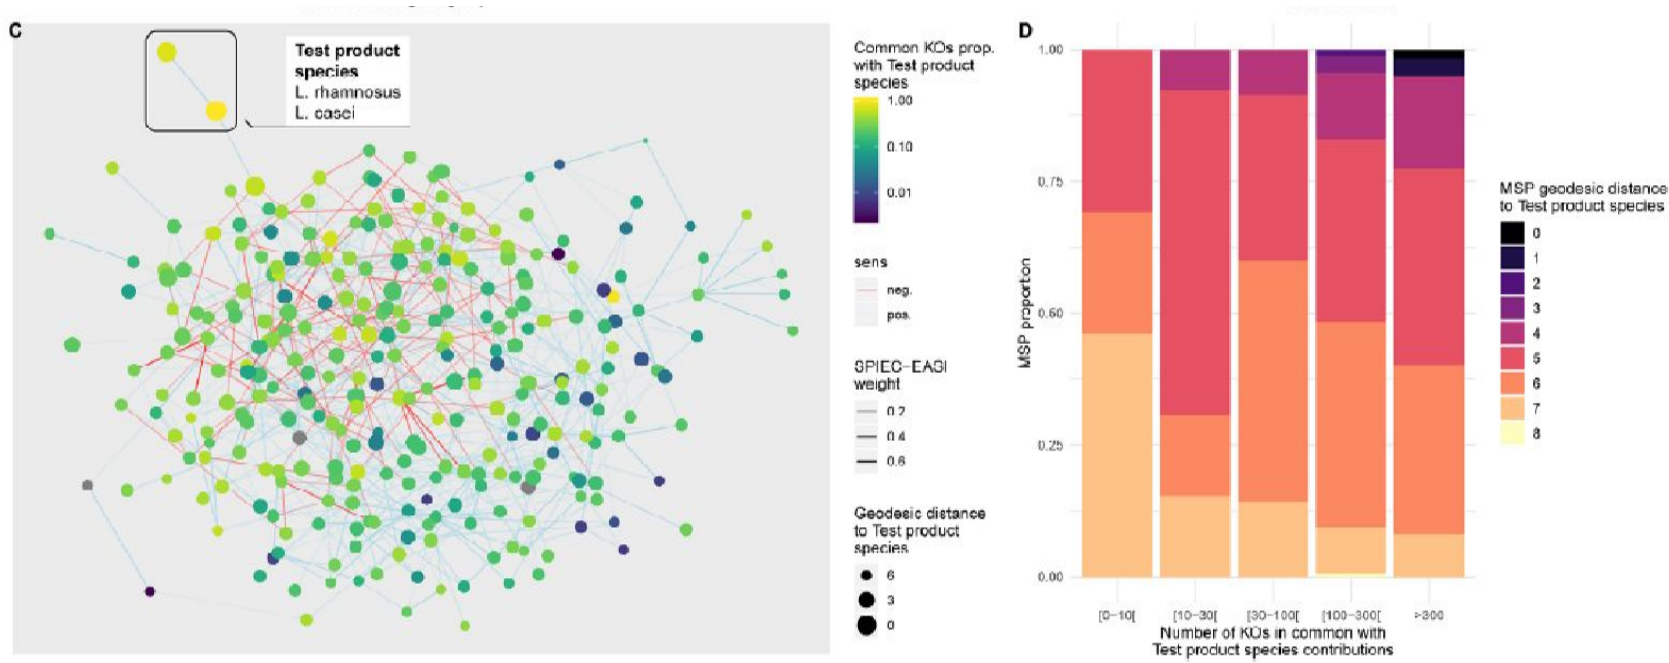 C
Test product
species
L. rhamnosus
L. casei
Common KOs prop.
with Test product
species
1.00
0.10
0.01
sens
neg.
pos.
SPIEC-EASI
weight
0.2
0.4
0.6
Geodesic distance
to Test product
species
6
3
0
D
1.00
0.75
0.50
0.25
0.00
MSP proportion
[0-10[
[10-30[
[30-100[
[100-300[
>300
Number of KOs in common with
Test product species contributions
MSP geodesic distance
to Test product species
0
1
2
3
4
5
6
7
8